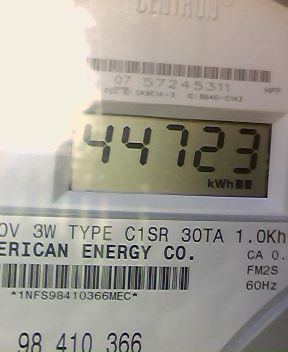 CENTRON®
07 57245311
44723
kWh
0V 3W TYPE C1SR 30TA 1.0Kh
ERICAN ENERGY CO.
CA 0.
FM2S
60Hz
*1NFS98410366MEC*
98 410 366